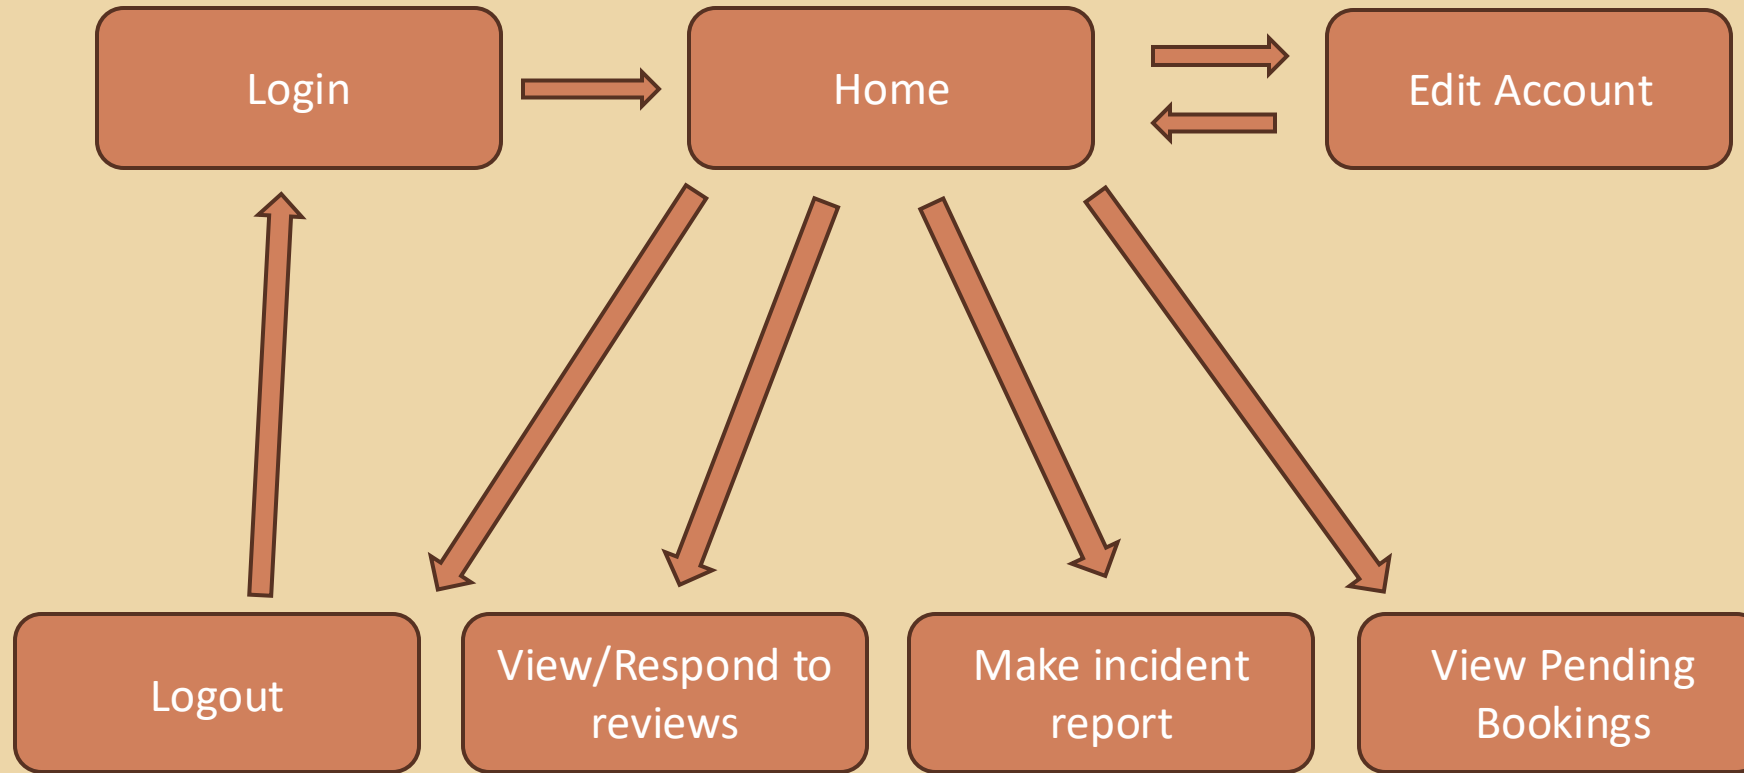 Login
Home
Edit Account
Logout
View/Respond to
reviews
Make incident
report
View Pending
Bookings